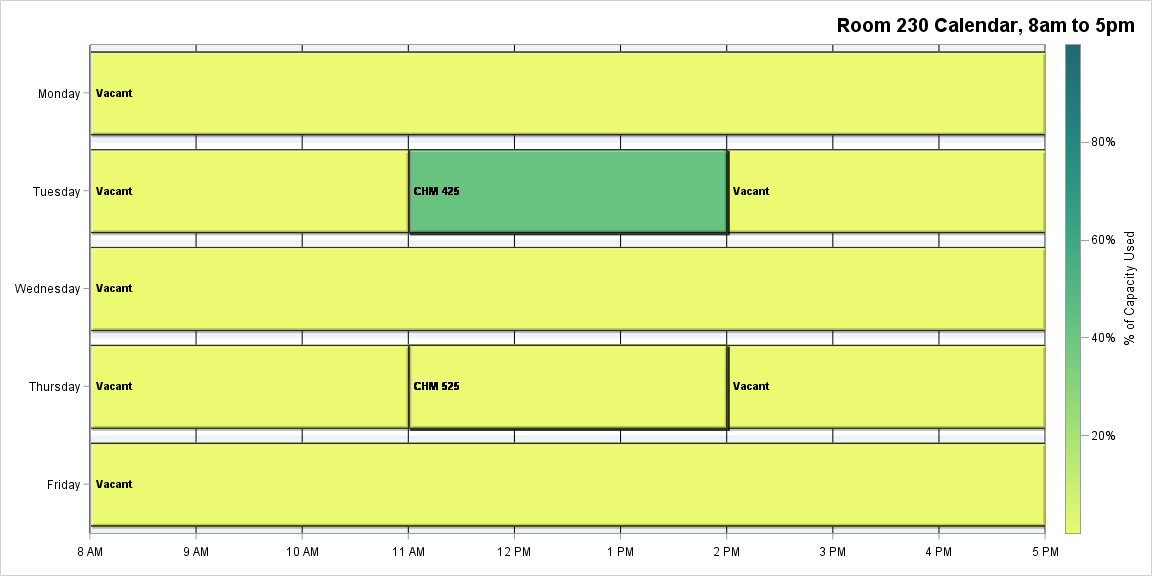 Room 230 Calendar, 8am to 5pm
Monday
Vacant
Tuesday
Vacant
CHM 425
Vacant
Wednesday
Vacant
Thursday
Vacant
CHM 525
Vacant
Friday
Vacant
8 AM 9 AM 10 AM 11 AM 12 PM 1 PM 2 PM 3 PM 4 PM 5 PM
80%
60%
40%
20%
% of Capacity Used